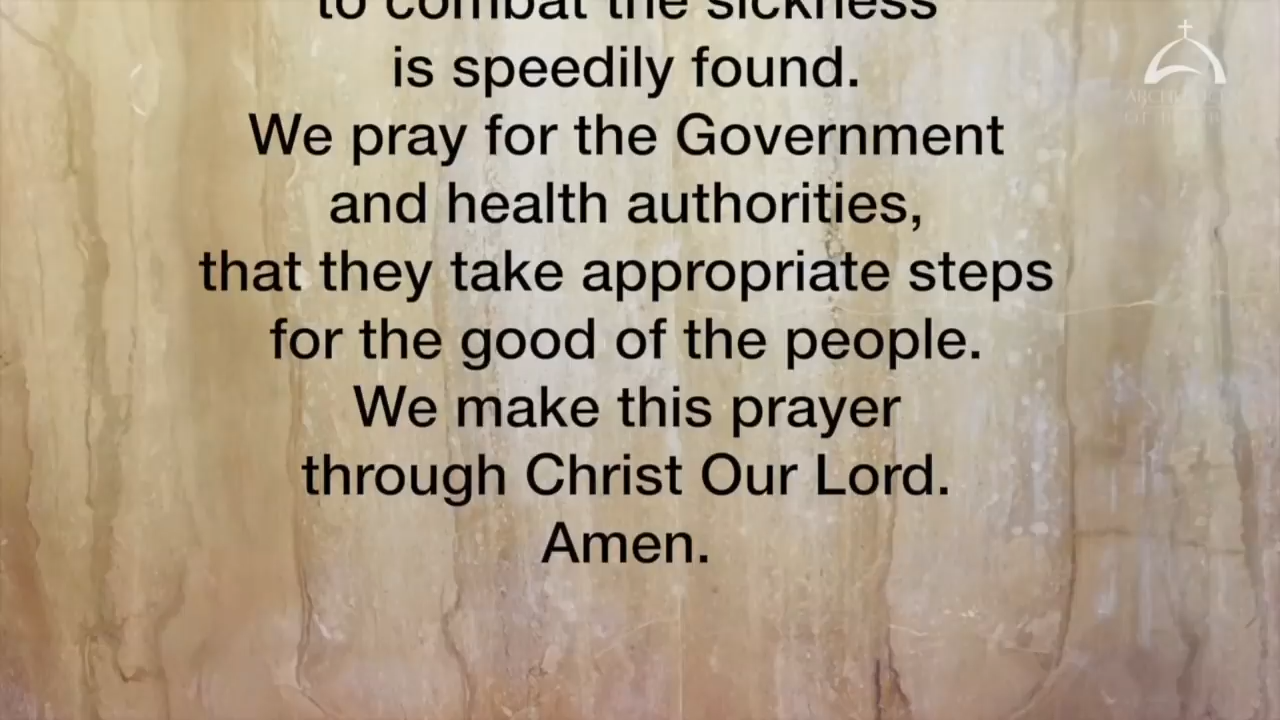 to combat the sickness
is speedily found.
We pray for the Government
and health authorities,
that they take appropriate steps
for the good of the people.
We make this prayer
through Christ Our Lord.
Amen.